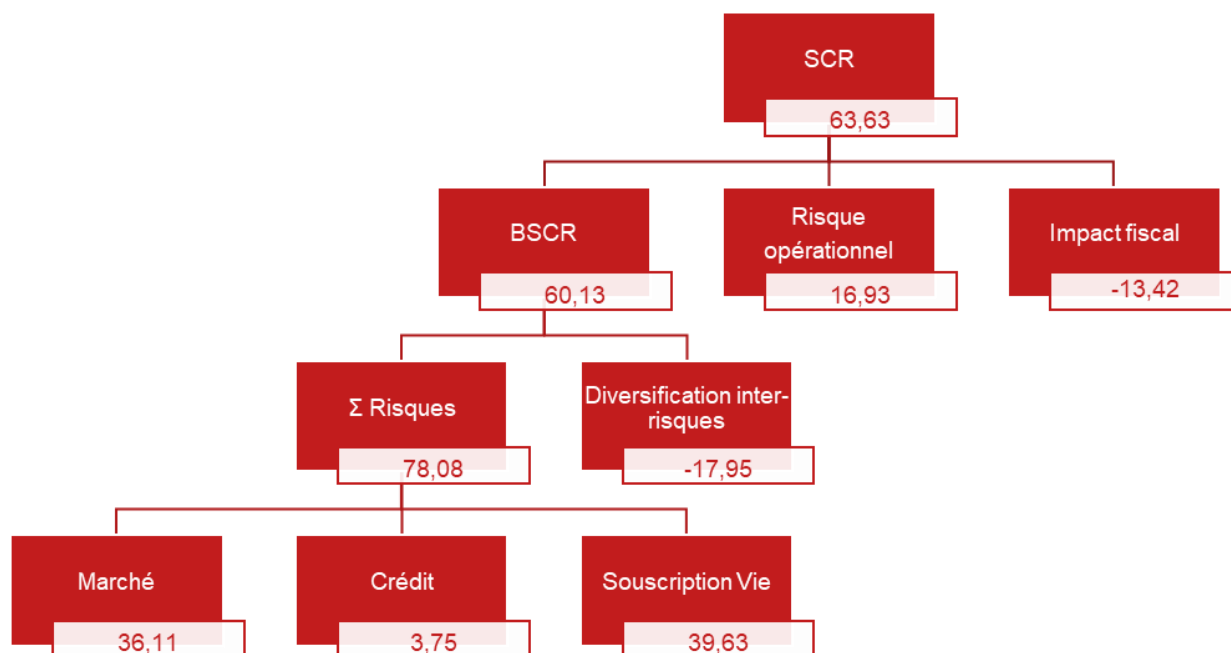 SCR
63,63
BSCR
60,13
Risque
opérationnel
16,93
Impact fiscal
-13,42
Σ Risques
78,08
Diversification inter-
risques
-17,95
Marché
36,11
Crédit
3,75
Souscription Vie
39,63